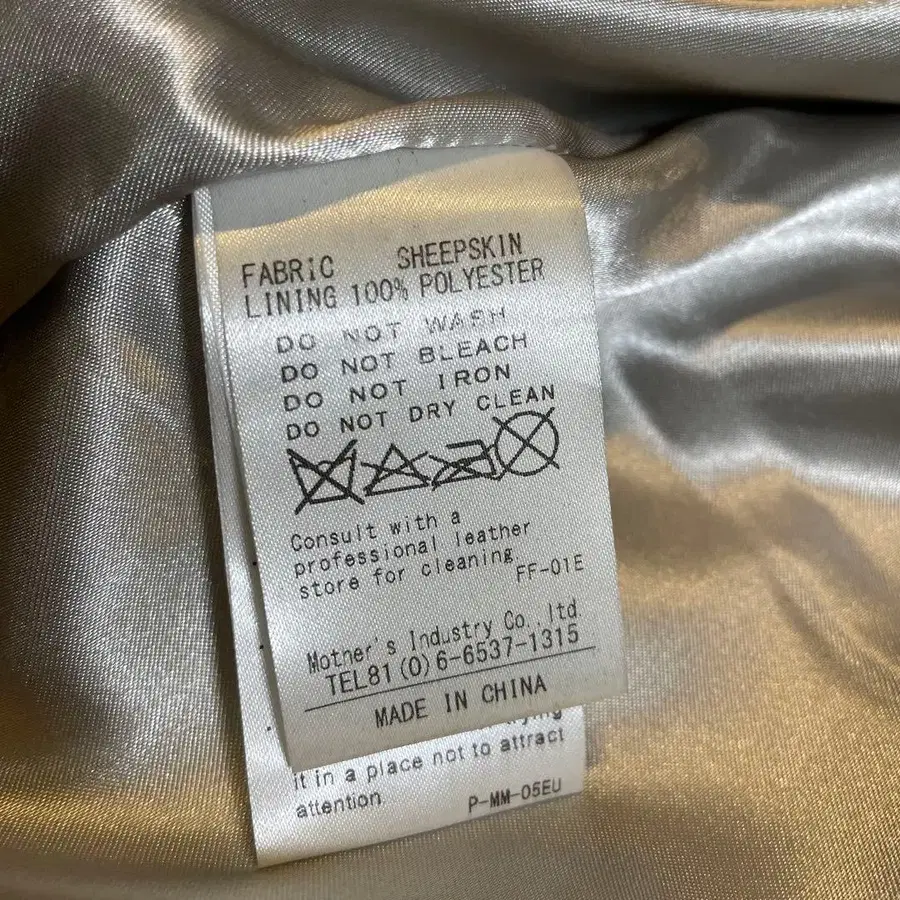 FABRIC SHEEPSKIN
LINING 100% POLYESTER
DO NOT WASH
DO NOT BLEACH
DO NOT IRON
DO NOT DRY CLEAN
Consult with a
professional leather
store for cleaning.
FF-01E
Motner's Industry Co.,ltd
TEL81(0)6-6537-1315
MADE IN CHINA
it in a place not to attract
attention
P-MM-05EU